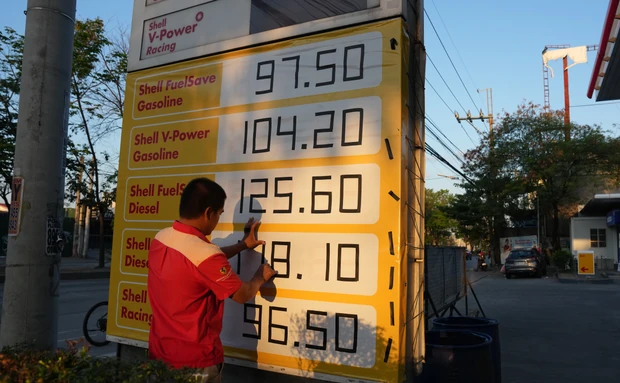 Shell
V-Power
Racing
Shell FuelSave
Gasoline
97.50
Shell V-Power
Gasoline
104.20
Shell
Diesel
125.60
Shell
Diesel
8.10
Shell
Racing
96.50